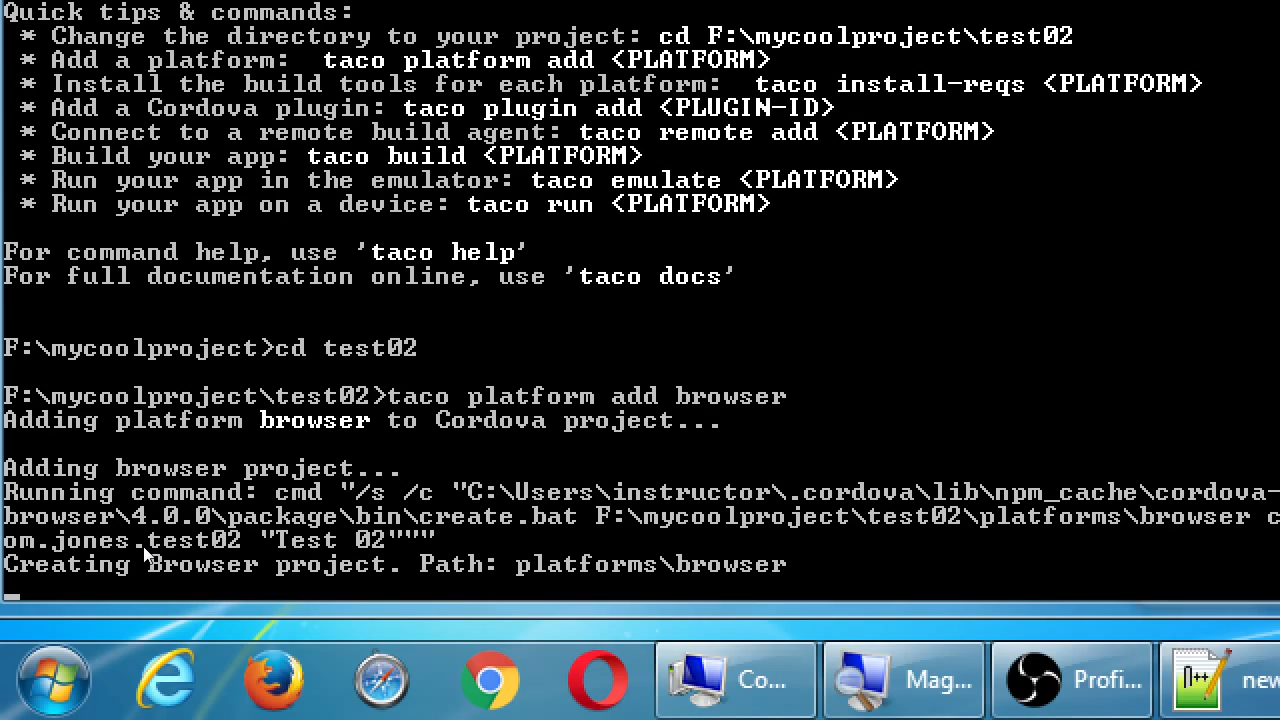 Quick tips & commands:
* Change the directory to your project: cd F:\mycoolproject\test02
* Add a platform:  taco platform add <PLATFORM>
* Install the build tools for each platform:  taco install-reqs <PLATFORM>
* Add a Cordova plugin: taco plugin add <PLUGIN-ID>
* Connect to a remote build agent: taco remote add <PLATFORM>
* Build your app: taco build <PLATFORM>
* Run your app in the emulator: taco emulate <PLATFORM>
* Run your app on a device: taco run <PLATFORM>
For command help, use 'taco help'
For full documentation online, use 'taco docs'
F:\mycoolproject>cd test02
F:\mycoolproject\test02>taco platform add browser
Adding platform browser to Cordova project...
Adding browser project...
Running command: cmd "/s /c "C:\Users\instructor\.cordova\lib\npm_cache\cordova-
browser\4.0.0\package\bin\create.bat F:\mycoolproject\test02\platforms\browser c
om.jones.test02 "Test 02"""
Creating Browser project. Path: platforms\browser
Co... Mag... Profi... new